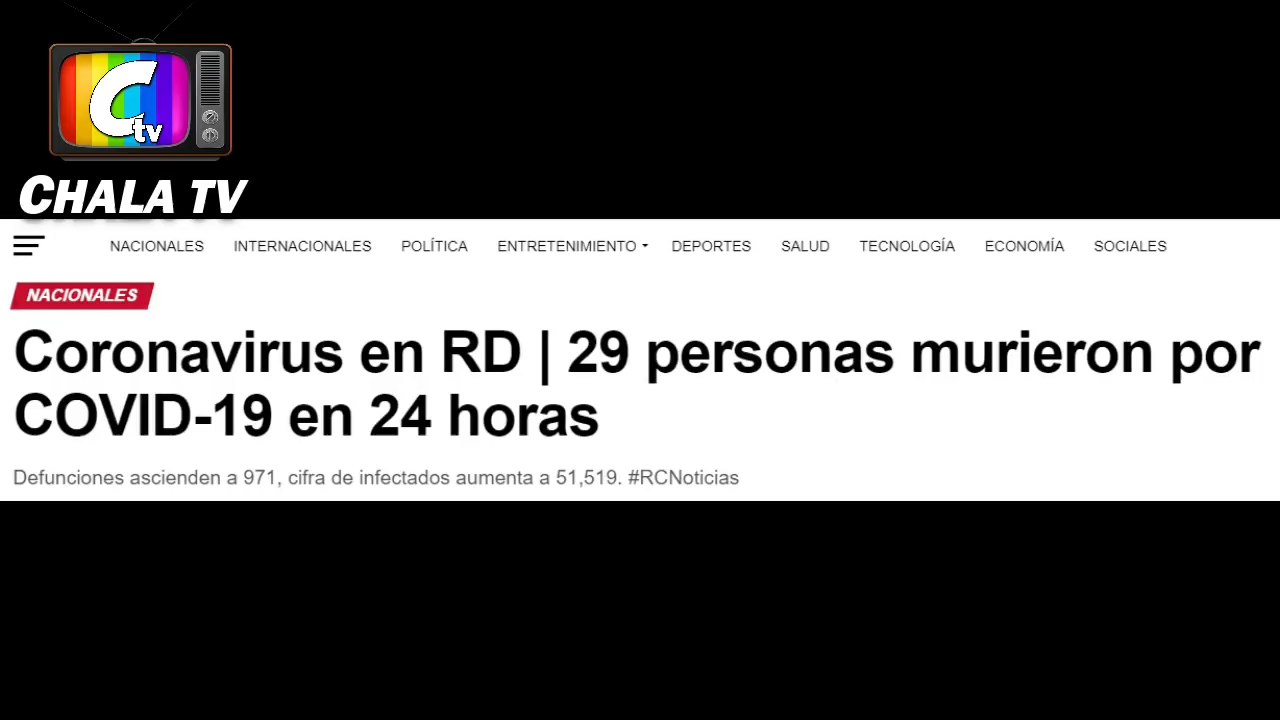 C
tv
CHALA TV
NACIONALES INTERNACIONALES POLÍTICA ENTRETENIMIENTO DEPORTES SALUD TECNOLOGÍA ECONOMÍA SOCIALES
NACIONALES
Coronavirus en RD | 29 personas murieron por
COVID-19 en 24 horas
Defunciones ascienden a 971, cifra de infectados aumenta a 51,519. #RCNoticias